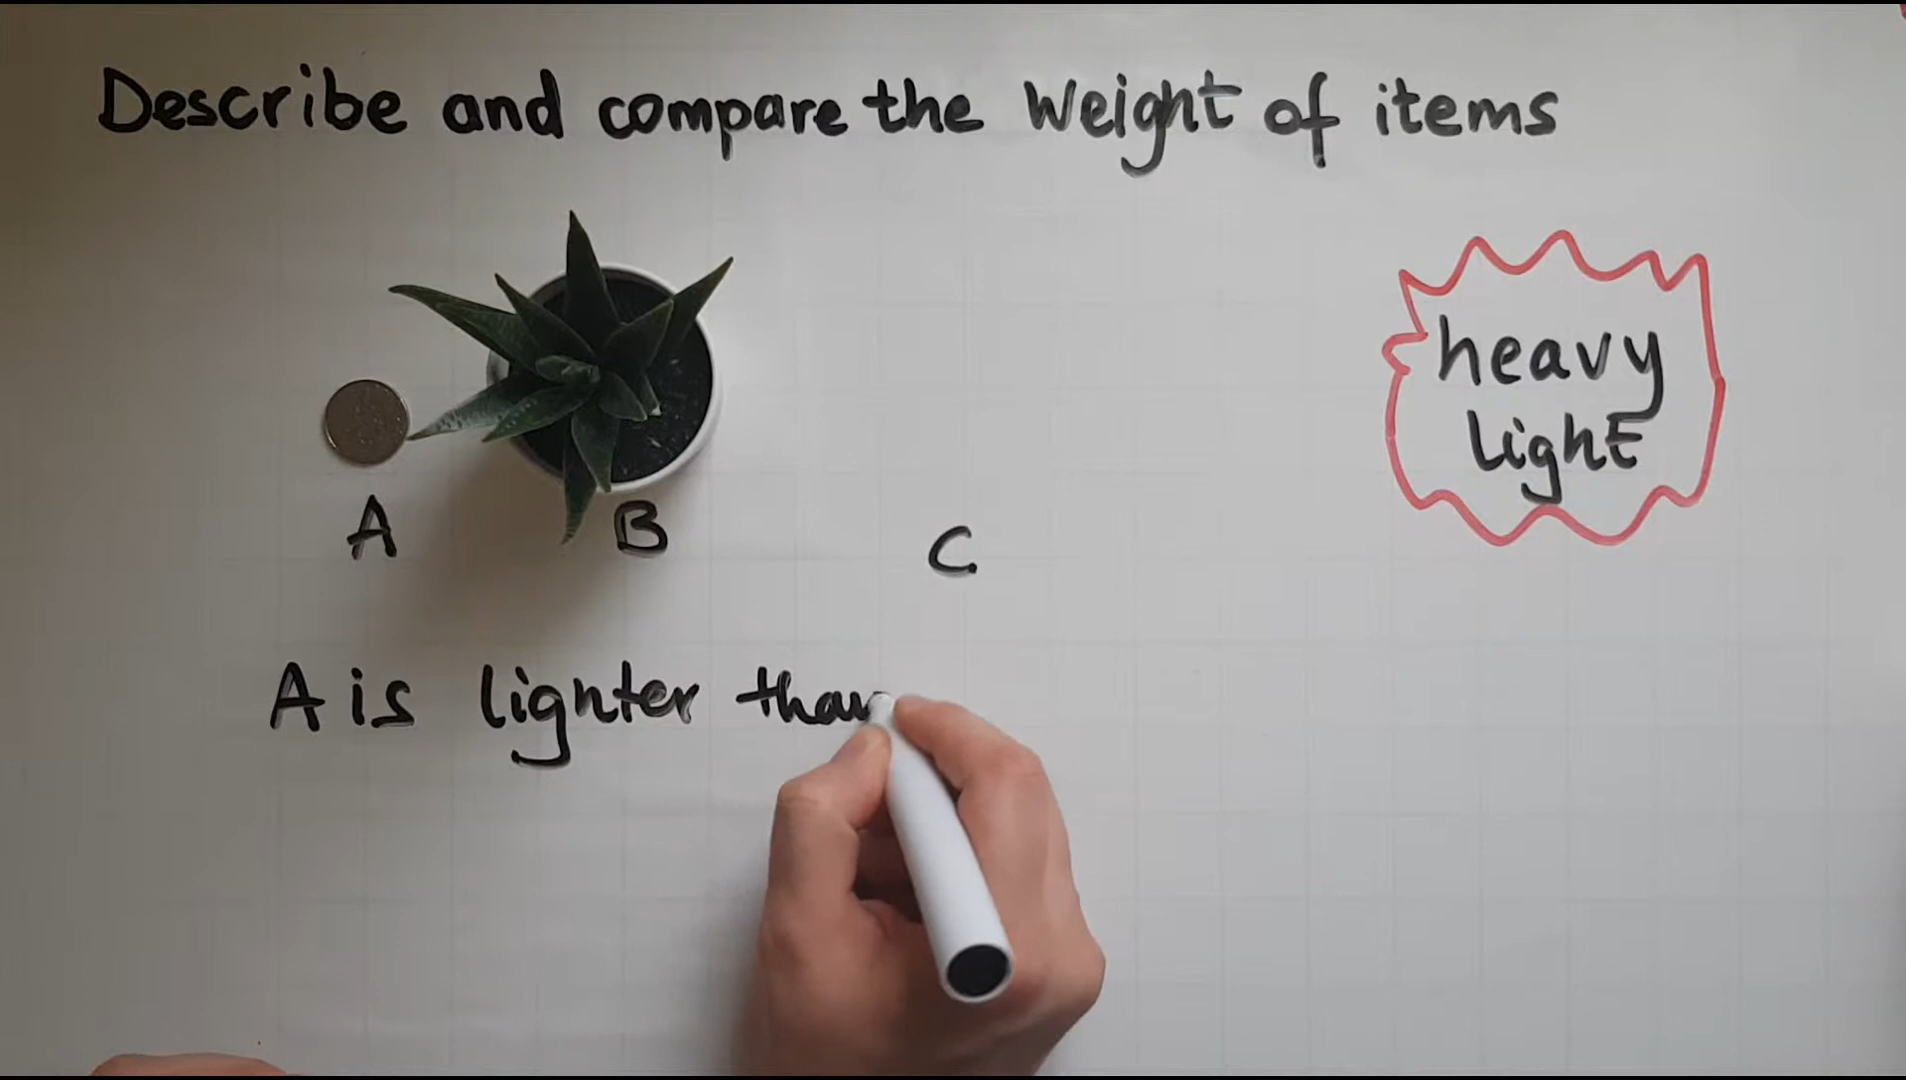 Describe and compare the Weight of items
heavy
light
A
B
C
A is lighter than